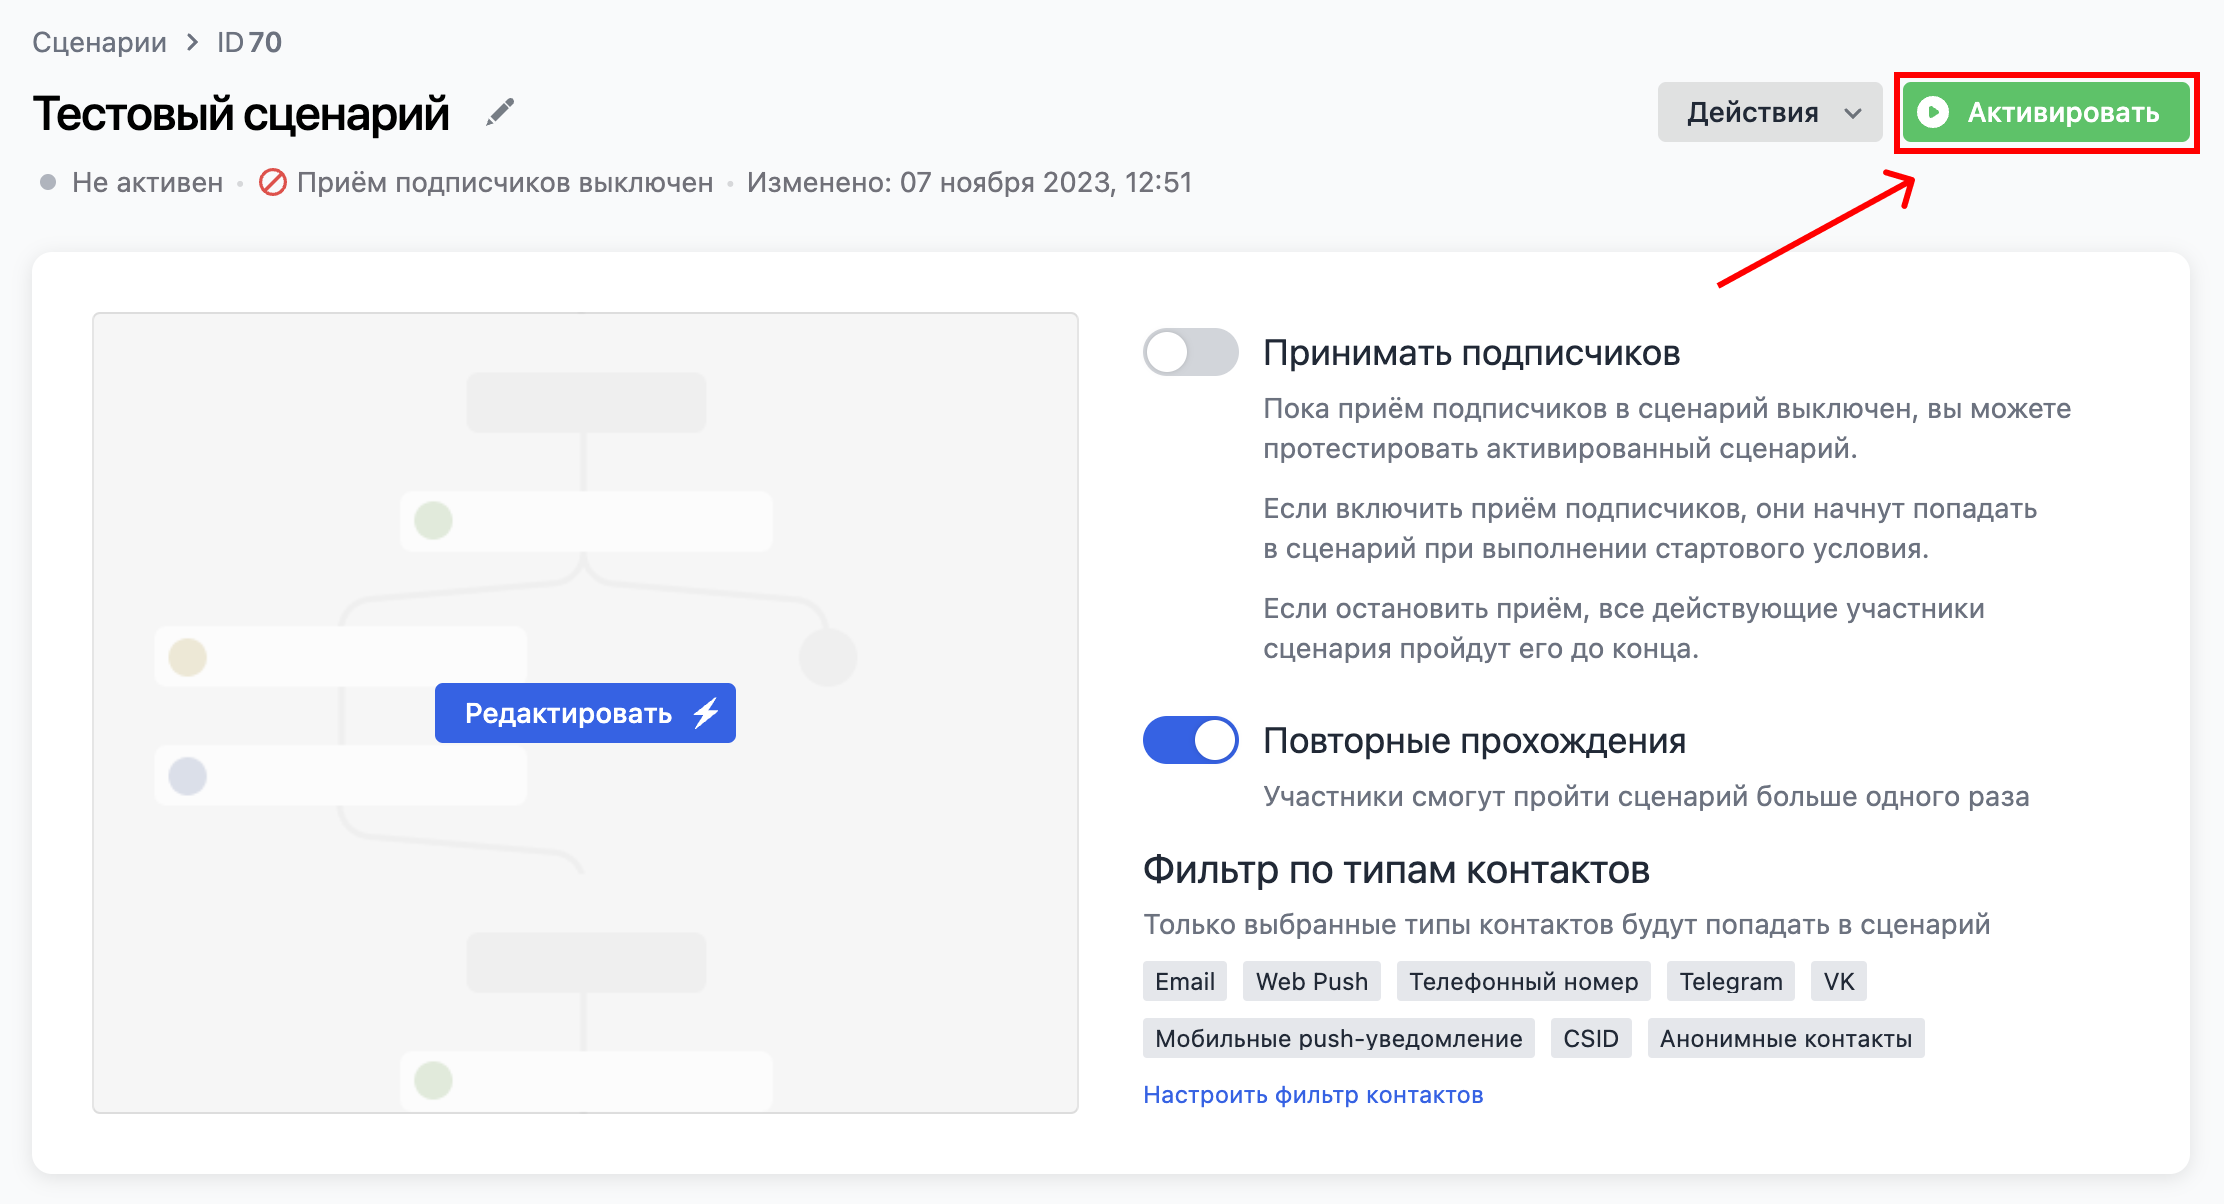 Сценарии > ID 70
Тестовый сценарий
Действия
Активировать
Не активен · Приём подписчиков выключен · Изменено: 07 ноября 2023, 12:51
Редактировать
Принимать подписчиков
Пока приём подписчиков в сценарий выключен, вы можете
протестировать активированный сценарий.
Если включить приём подписчиков, они начнут попадать
в сценарий при выполнении стартового условия.
Если остановить приём, все действующие участники
сценария пройдут его до конца.
Повторные прохождения
Участники смогут пройти сценарий больше одного раза
Фильтр по типам контактов
Только выбранные типы контактов будут попадать в сценарий
Email Web Push Телефонный номер Telegram VK
Мобильные push-уведомление CSID Анонимные контакты
Настроить фильтр контактов